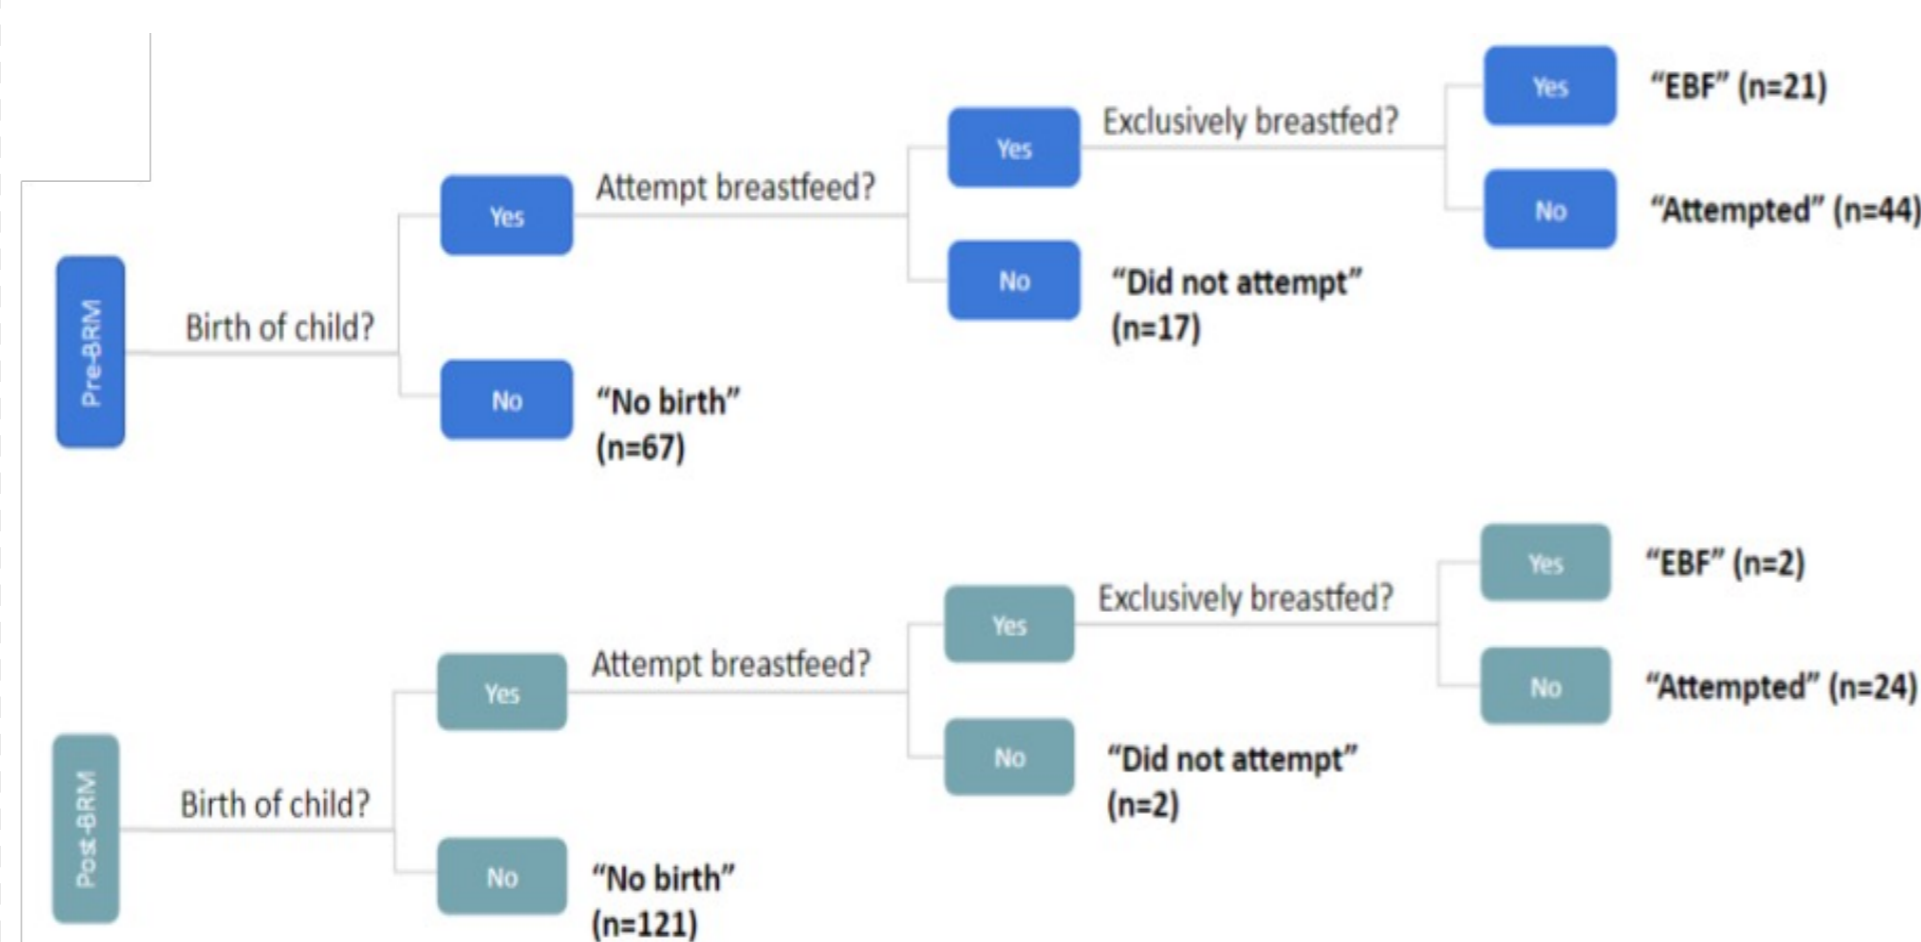 Pre-BRM
Birth of child?
Yes
Attempt breastfeed?
Yes
Exclusively breastfed?
Yes
“EBF” (n=21)
No
“Attempted” (n=44)
No
“Did not attempt”
(n=17)
No
“No birth”
(n=67)
Post-BRM
Birth of child?
Yes
Attempt breastfeed?
Yes
Exclusively breastfed?
Yes
“EBF” (n=2)
No
“Attempted” (n=24)
No
“Did not attempt”
(n=2)
No
“No birth”
(n=121)